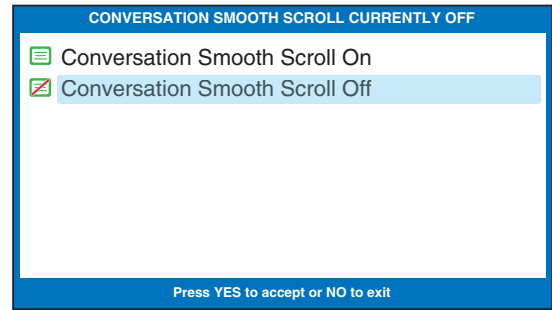 CONVERSATION SMOOTH SCROLL CURRENTLY OFF
Conversation Smooth Scroll On
Conversation Smooth Scroll Off
Press YES to accept or NO to exit